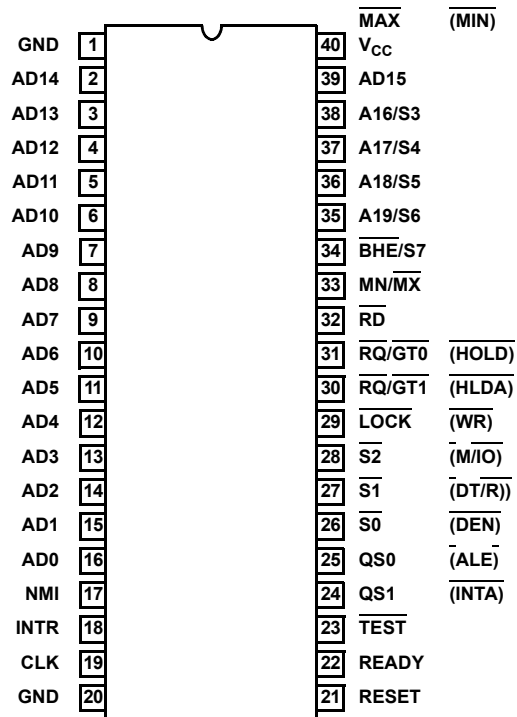 MAX (MIN)
GND 1 40 VCC
AD14 2 39 AD15
AD13 3 38 A16/S3
AD12 4 37 A17/S4
AD11 5 36 A18/S5
AD10 6 35 A19/S6
AD9 7 34 BHE/S7
AD8 8 33 MN/MX
AD7 9 32 RD
AD6 10 31 RQ/GT0 (HOLD)
AD5 11 30 RQ/GT1 (HLDA)
AD4 12 29 LOCK (WR)
AD3 13 28 S2 (M/IO)
AD2 14 27 S1 (DT/R))
AD1 15 26 S0 (DEN)
AD0 16 25 QS0 (ALE)
NMI 17 24 QS1 (INTA)
INTR 18 23 TEST
CLK 19 22 READY
GND 20 21 RESET